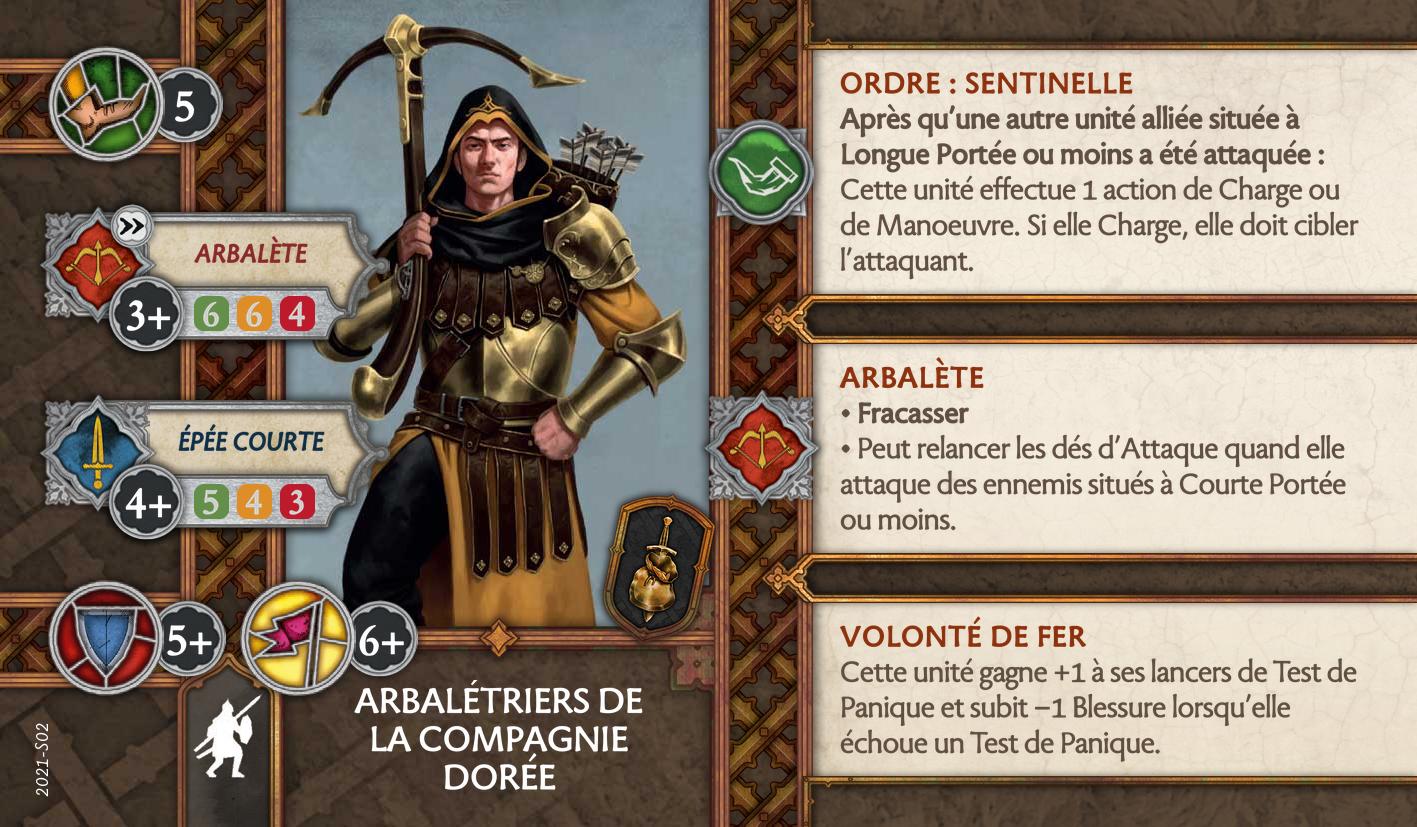 5
ARBALÈTE
3+
6 6 4
ÉPÉE COURTE
4+
5 4 3
5+
6+
ARBALÉTRIERS DE
LA COMPAGNIE
DORÉE
2021-S02
ORDRE : SENTINELLE
Après qu'une autre unité alliée située à
Longue Portée ou moins a été attaquée :
Cette unité effectue 1 action de Charge ou
de Manoeuvre. Si elle Charge, elle doit cibler
l'attaquant.
ARBALÈTE
• Fracasser
• Peut relancer les dés d'Attaque quand elle
attaque des ennemis situés à Courte Portée
ou moins.
VOLONTÉ DE FER
Cette unité gagne +1 à ses lancers de Test de
Panique et subit −1 Blessure lorsqu'elle
échoue un Test de Panique.